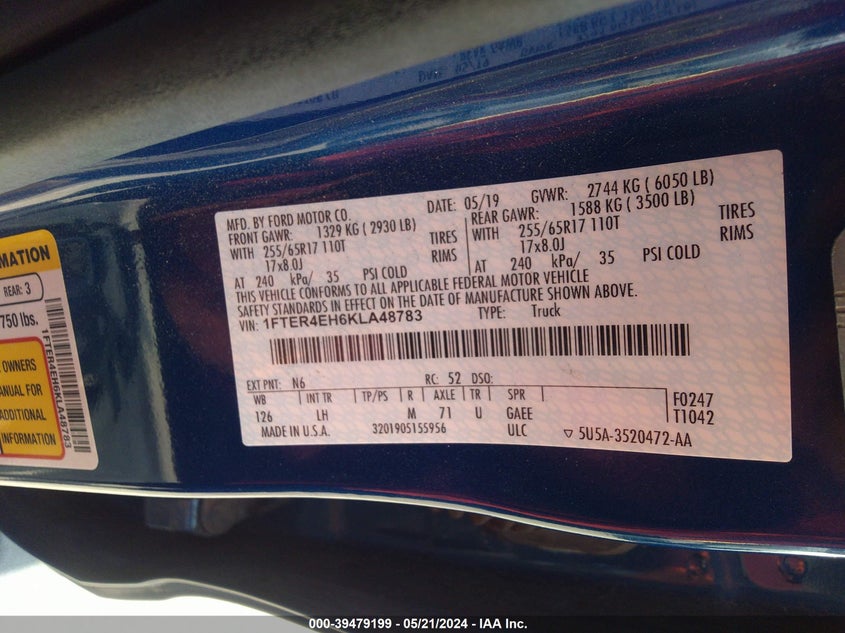 MATION
REAR: 3
750 lbs.
OWNERS
MANUAL FOR
INFORMATION
1FTER4EH6KLA48783
MFD. BY FORD MOTOR CO.
DATE: 05/19
GVWR: 2744 KG ( 6050 LB)
FRONT GAWR: 1329 KG ( 2930 LB)
REAR GAWR: 1588 KG ( 3500 LB)
WITH 255/65R17 110T TIRES
WITH 255/65R17 110T TIRES
17x8.0J RIMS
17x8.0J RIMS
AT 240 kPa/ 35 PSI COLD
AT 240 kPa/ 35 PSI COLD
THIS VEHICLE CONFORMS TO ALL APPLICABLE FEDERAL MOTOR VEHICLE
SAFETY STANDARDS IN EFFECT ON THE DATE OF MANUFACTURE SHOWN ABOVE.
VIN: 1FTER4EH6KLA48783 TYPE: Truck
EXT PNT: N6 RC: 52 DSO:
WB INT TR TP/PS R AXLE TR SPR
126 LH M 71 U GAEE
F0247
T1042
MADE IN U.S.A. 3201905155956 ULC ▽ 5U5A-3520472-AA
000-39479199 - 05/21/2024 - IAA Inc.